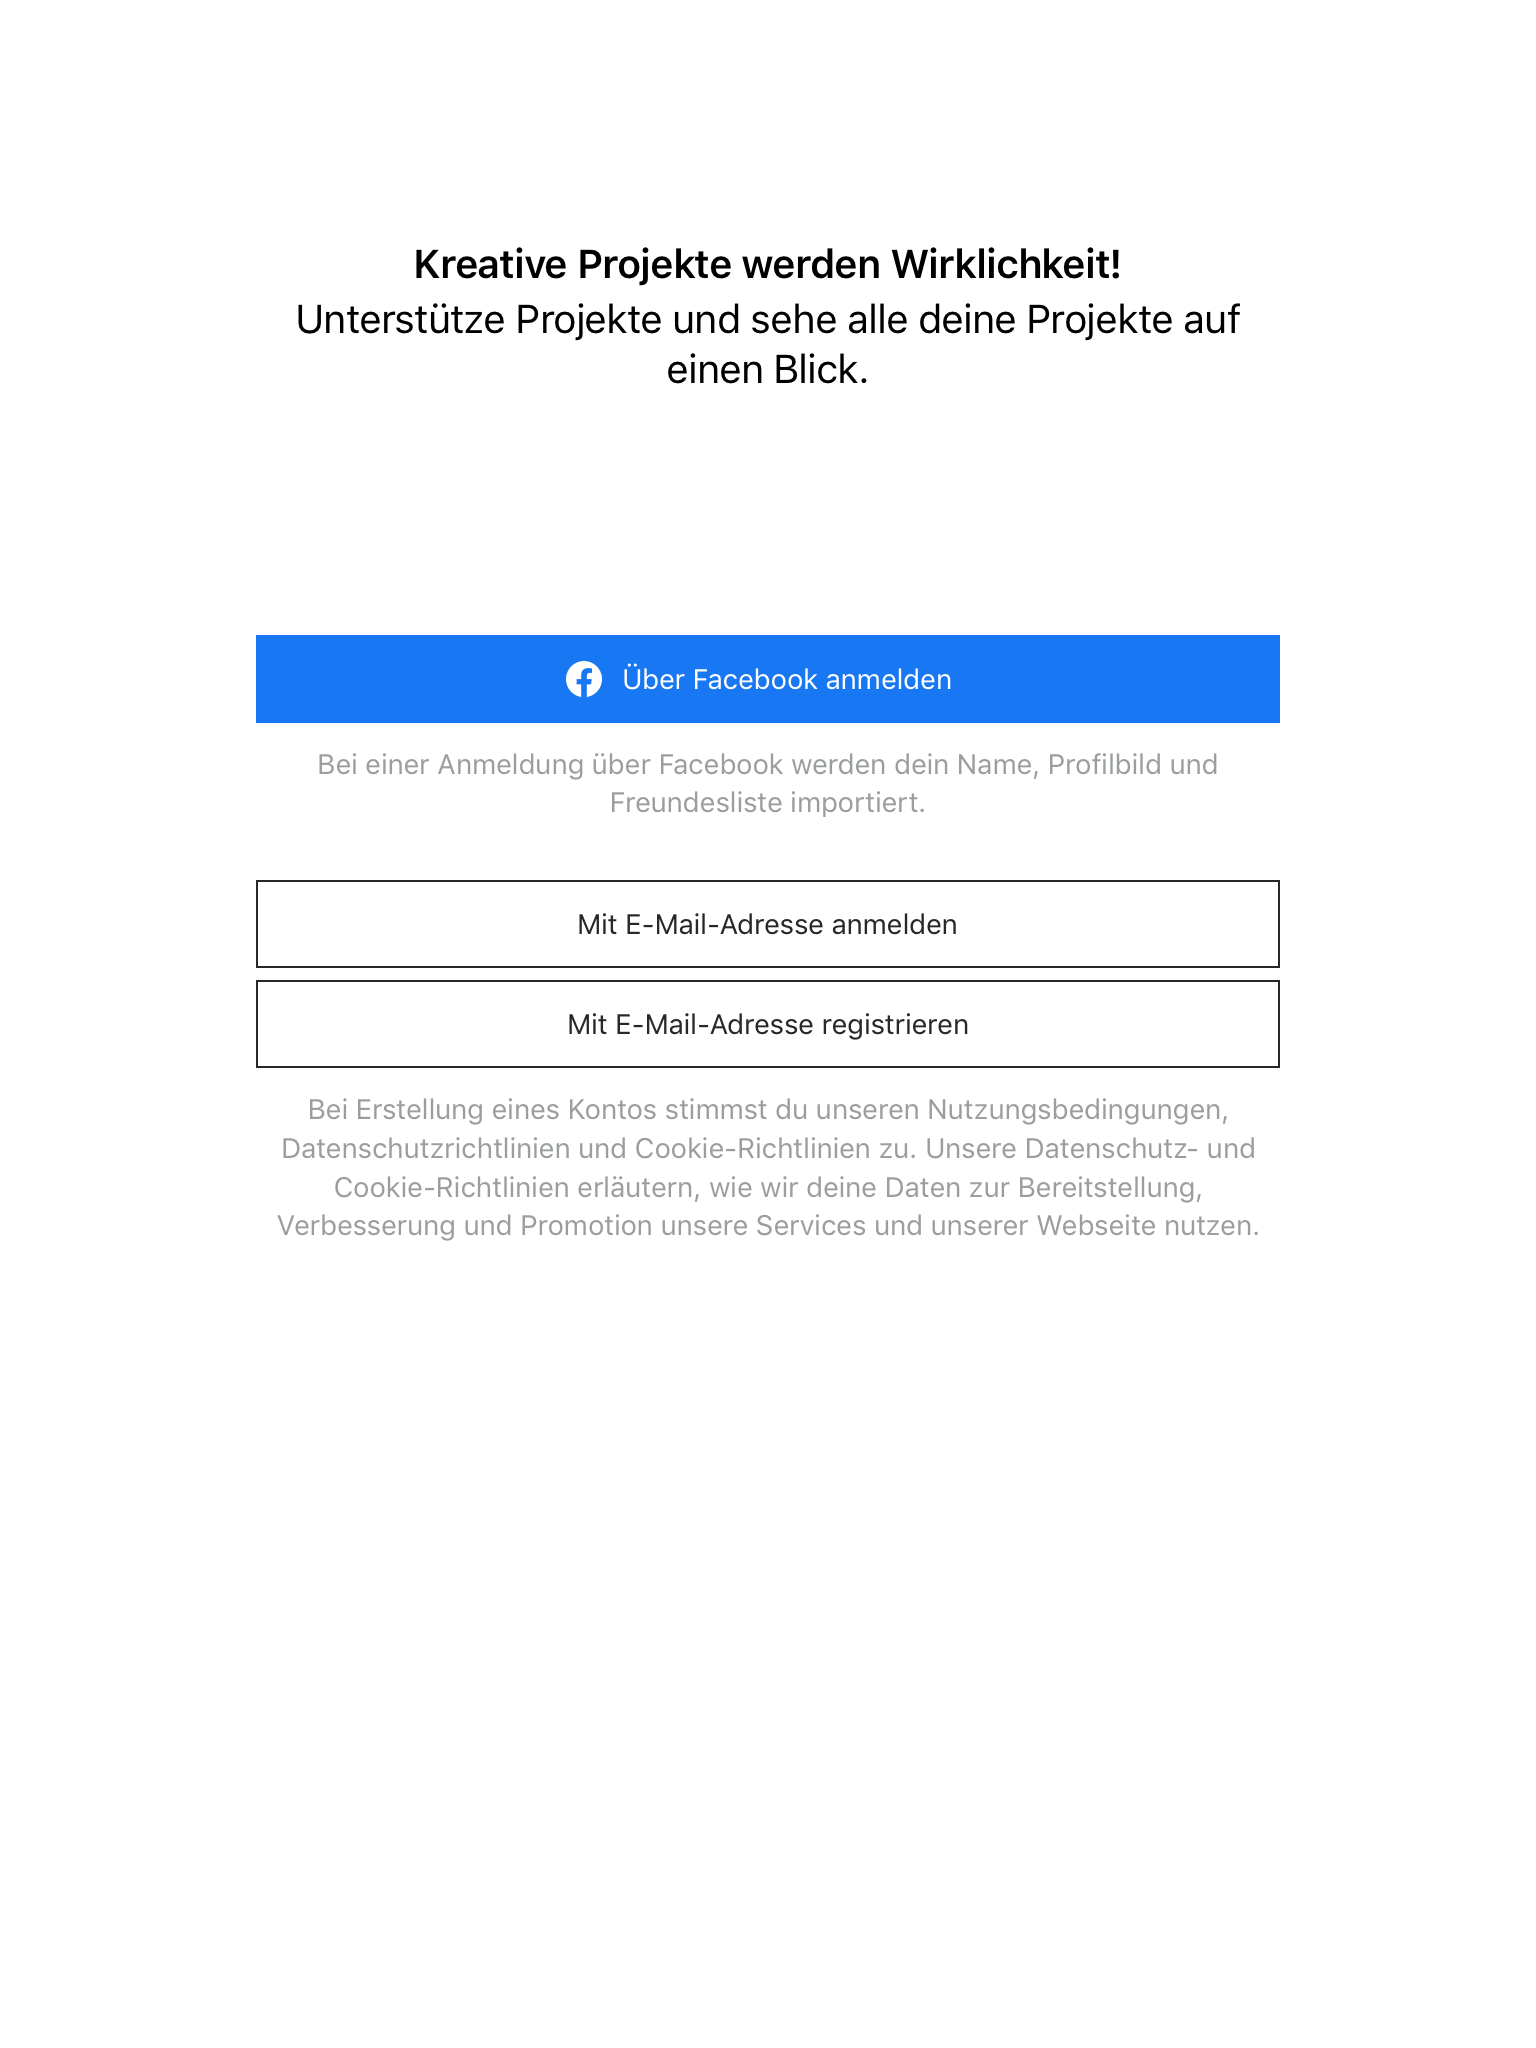 Kreative Projekte werden Wirklichkeit!
Unterstütze Projekte und sehe alle deine Projekte auf
einen Blick.
Über Facebook anmelden
Bei einer Anmeldung über Facebook werden dein Name, Profilbild und
Freundesliste importiert.
Mit E-Mail-Adresse anmelden
Mit E-Mail-Adresse registrieren
Bei Erstellung eines Kontos stimmst du unseren Nutzungsbedingungen,
Datenschutzrichtlinien und Cookie-Richtlinien zu. Unsere Datenschutz- und
Cookie-Richtlinien erläutern, wie wir deine Daten zur Bereitstellung,
Verbesserung und Promotion unsere Services und unserer Webseite nutzen.